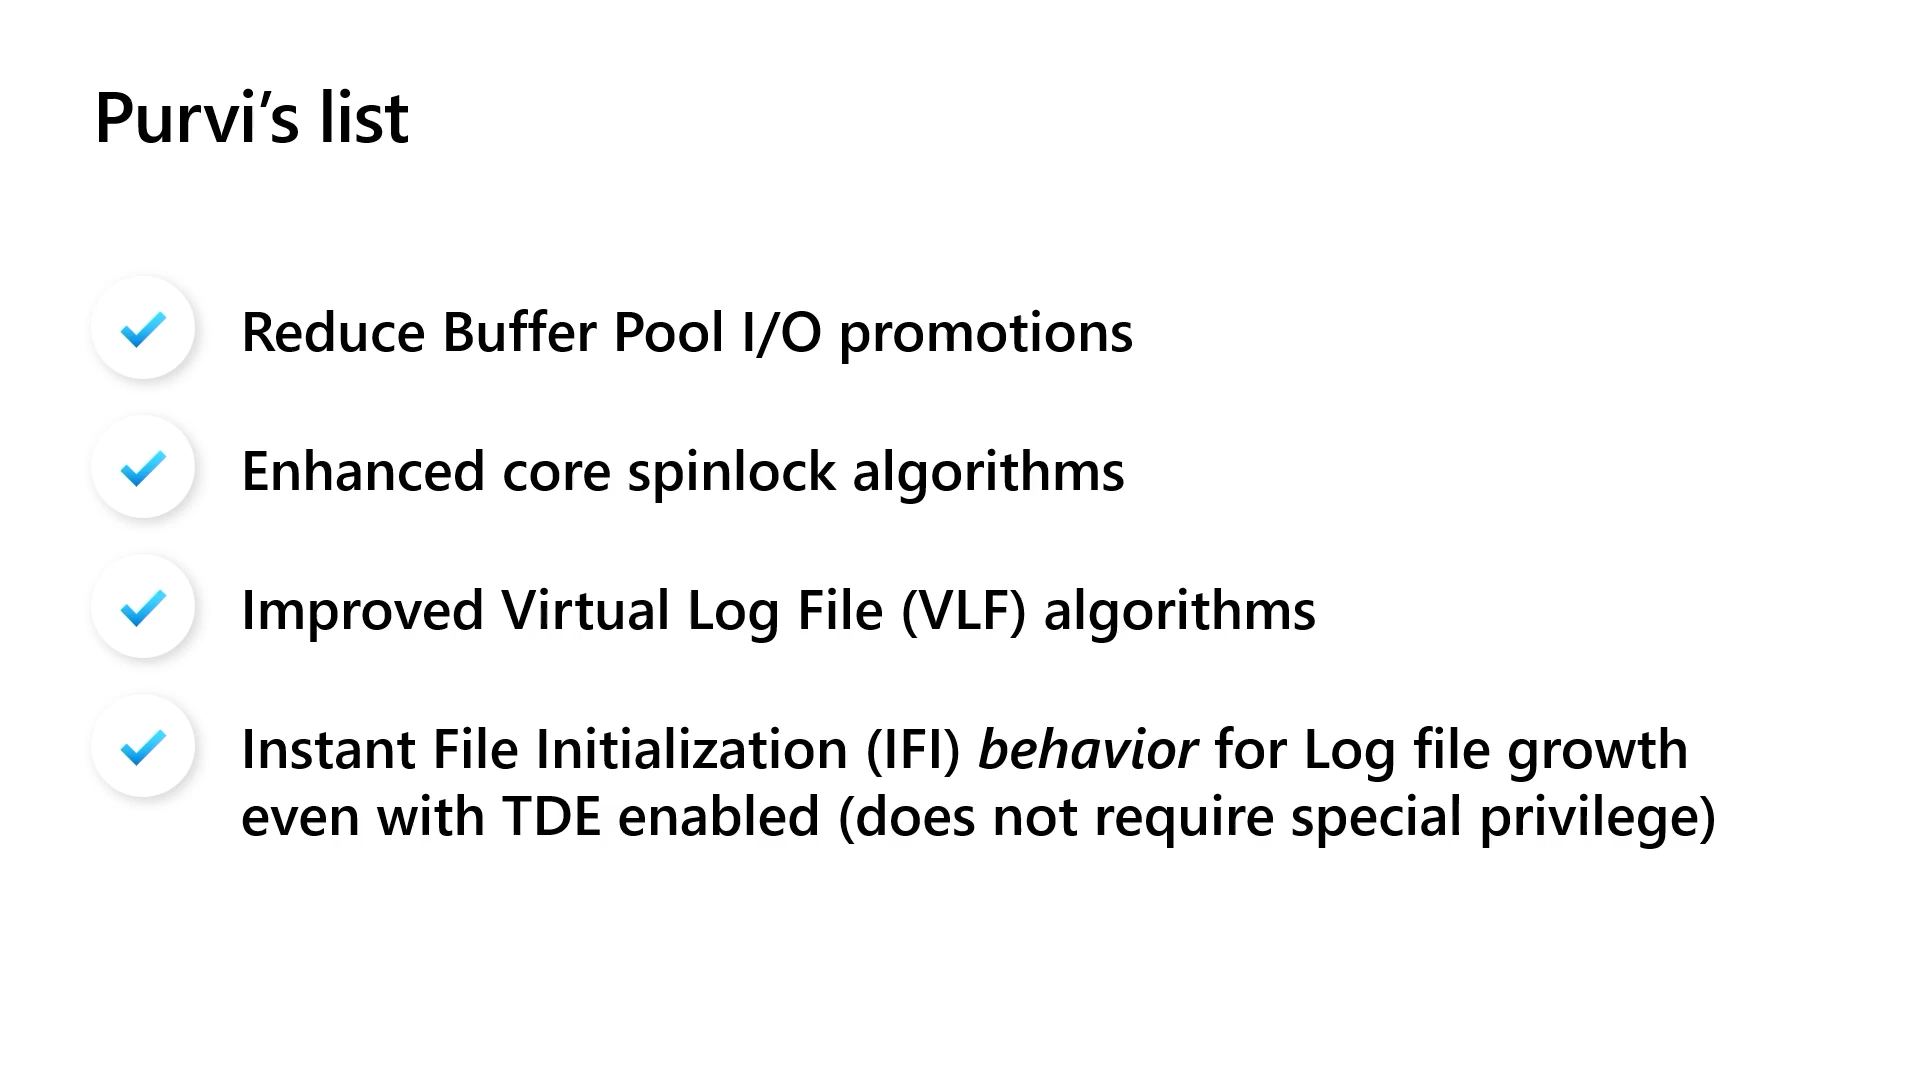 Purvi’s list
Reduce Buffer Pool I/O promotions
Enhanced core spinlock algorithms
Improved Virtual Log File (VLF) algorithms
Instant File Initialization (IFI) behavior for Log file growth
even with TDE enabled (does not require special privilege)